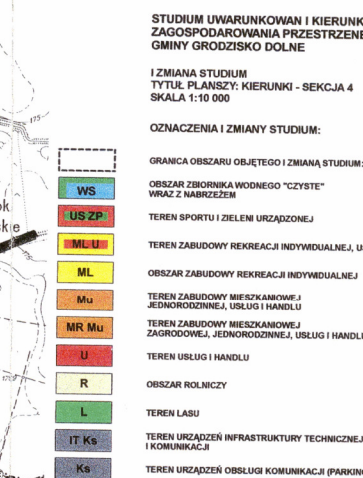 STUDIUM UWARUNKOWAŃ I
ZAGOSPODAROWANIA
GMINY GRODZISKO DOLNE
I ZMIANA STUDIUM
TYTUŁ PLANSZY: KIERUNKI - SEKCJA 4
SKALA 1:10 000
OZNACZENIA I ZMIANY STUDIUM:
175
GRANICA OBSZARU OBJĘTEGO I ZMIANĄ STUDIUM:
WS OBSZAR ZBIORNIKA WODNEGO "CZYSTE"
WRAZ Z NABRZEŻEM
US ZP TEREN SPORTU I ZIELENI URZĄDZONEJ
ML U TEREN ZABUDOWY REKREACJI INDYWIDUALNEJ,
ML OBSZAR ZABUDOWY REKREACJI INDYWIDUALNEJ
Mu TEREN ZABUDOWY MIESZKANIOWEJ
JEDNORODZINNEJ, USŁUG I HANDLU
MR Mu TEREN ZABUDOWY MIESZKANIOWEJ
ZAGRODOWEJ, JEDNORODZINNEJ, USŁUG I HANDLU
U TEREN USŁUG I HANDLU
R OBSZAR ROLNICZY
L TEREN LASU
IT Ks TEREN URZĄDZEŃ INFRASTRUKTURY TECHNICZNEJ
I KOMUNIKACJI
Ks TEREN URZĄDZEŃ OBSŁUGI KOMUNIKACJI